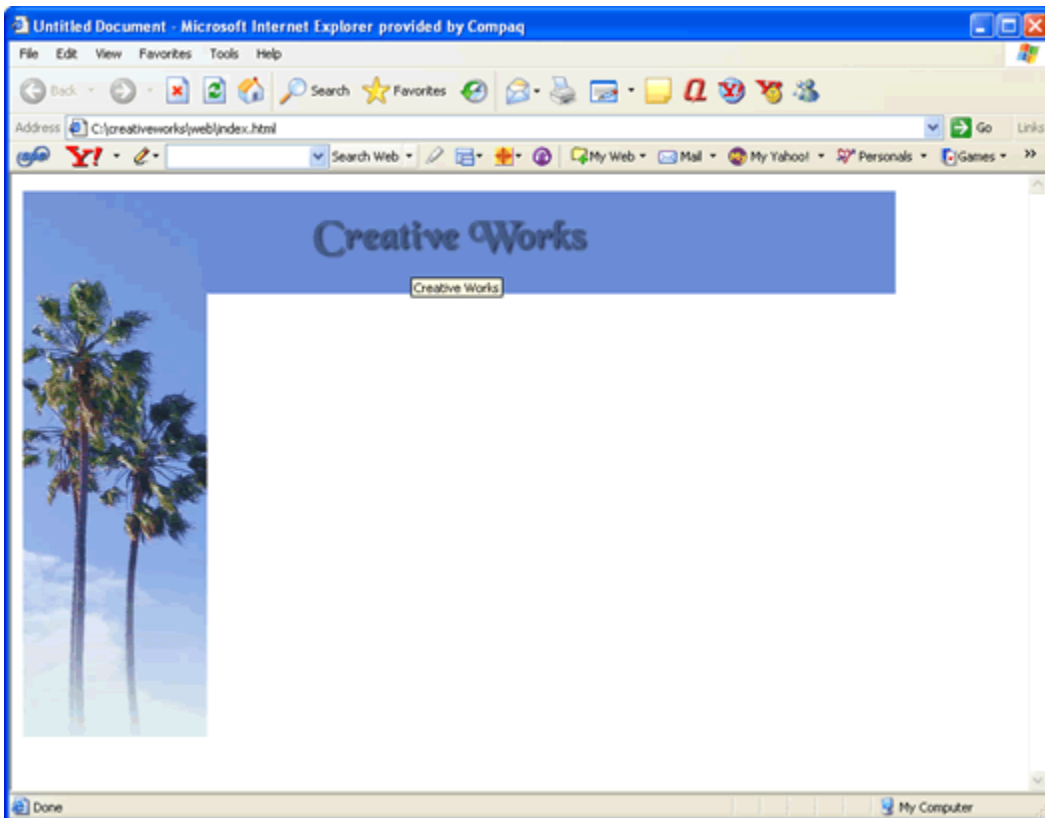 Untitled Document - Microsoft Internet Explorer provided by Compaq
File Edit View Favorites Tools Help
Back Search Favorites
Address C:\creativeworks\web\index.html Go Links
Y! Search Web My Web Mail My Yahoo! Personals Games
Creative Works
Creative Works
Done My Computer